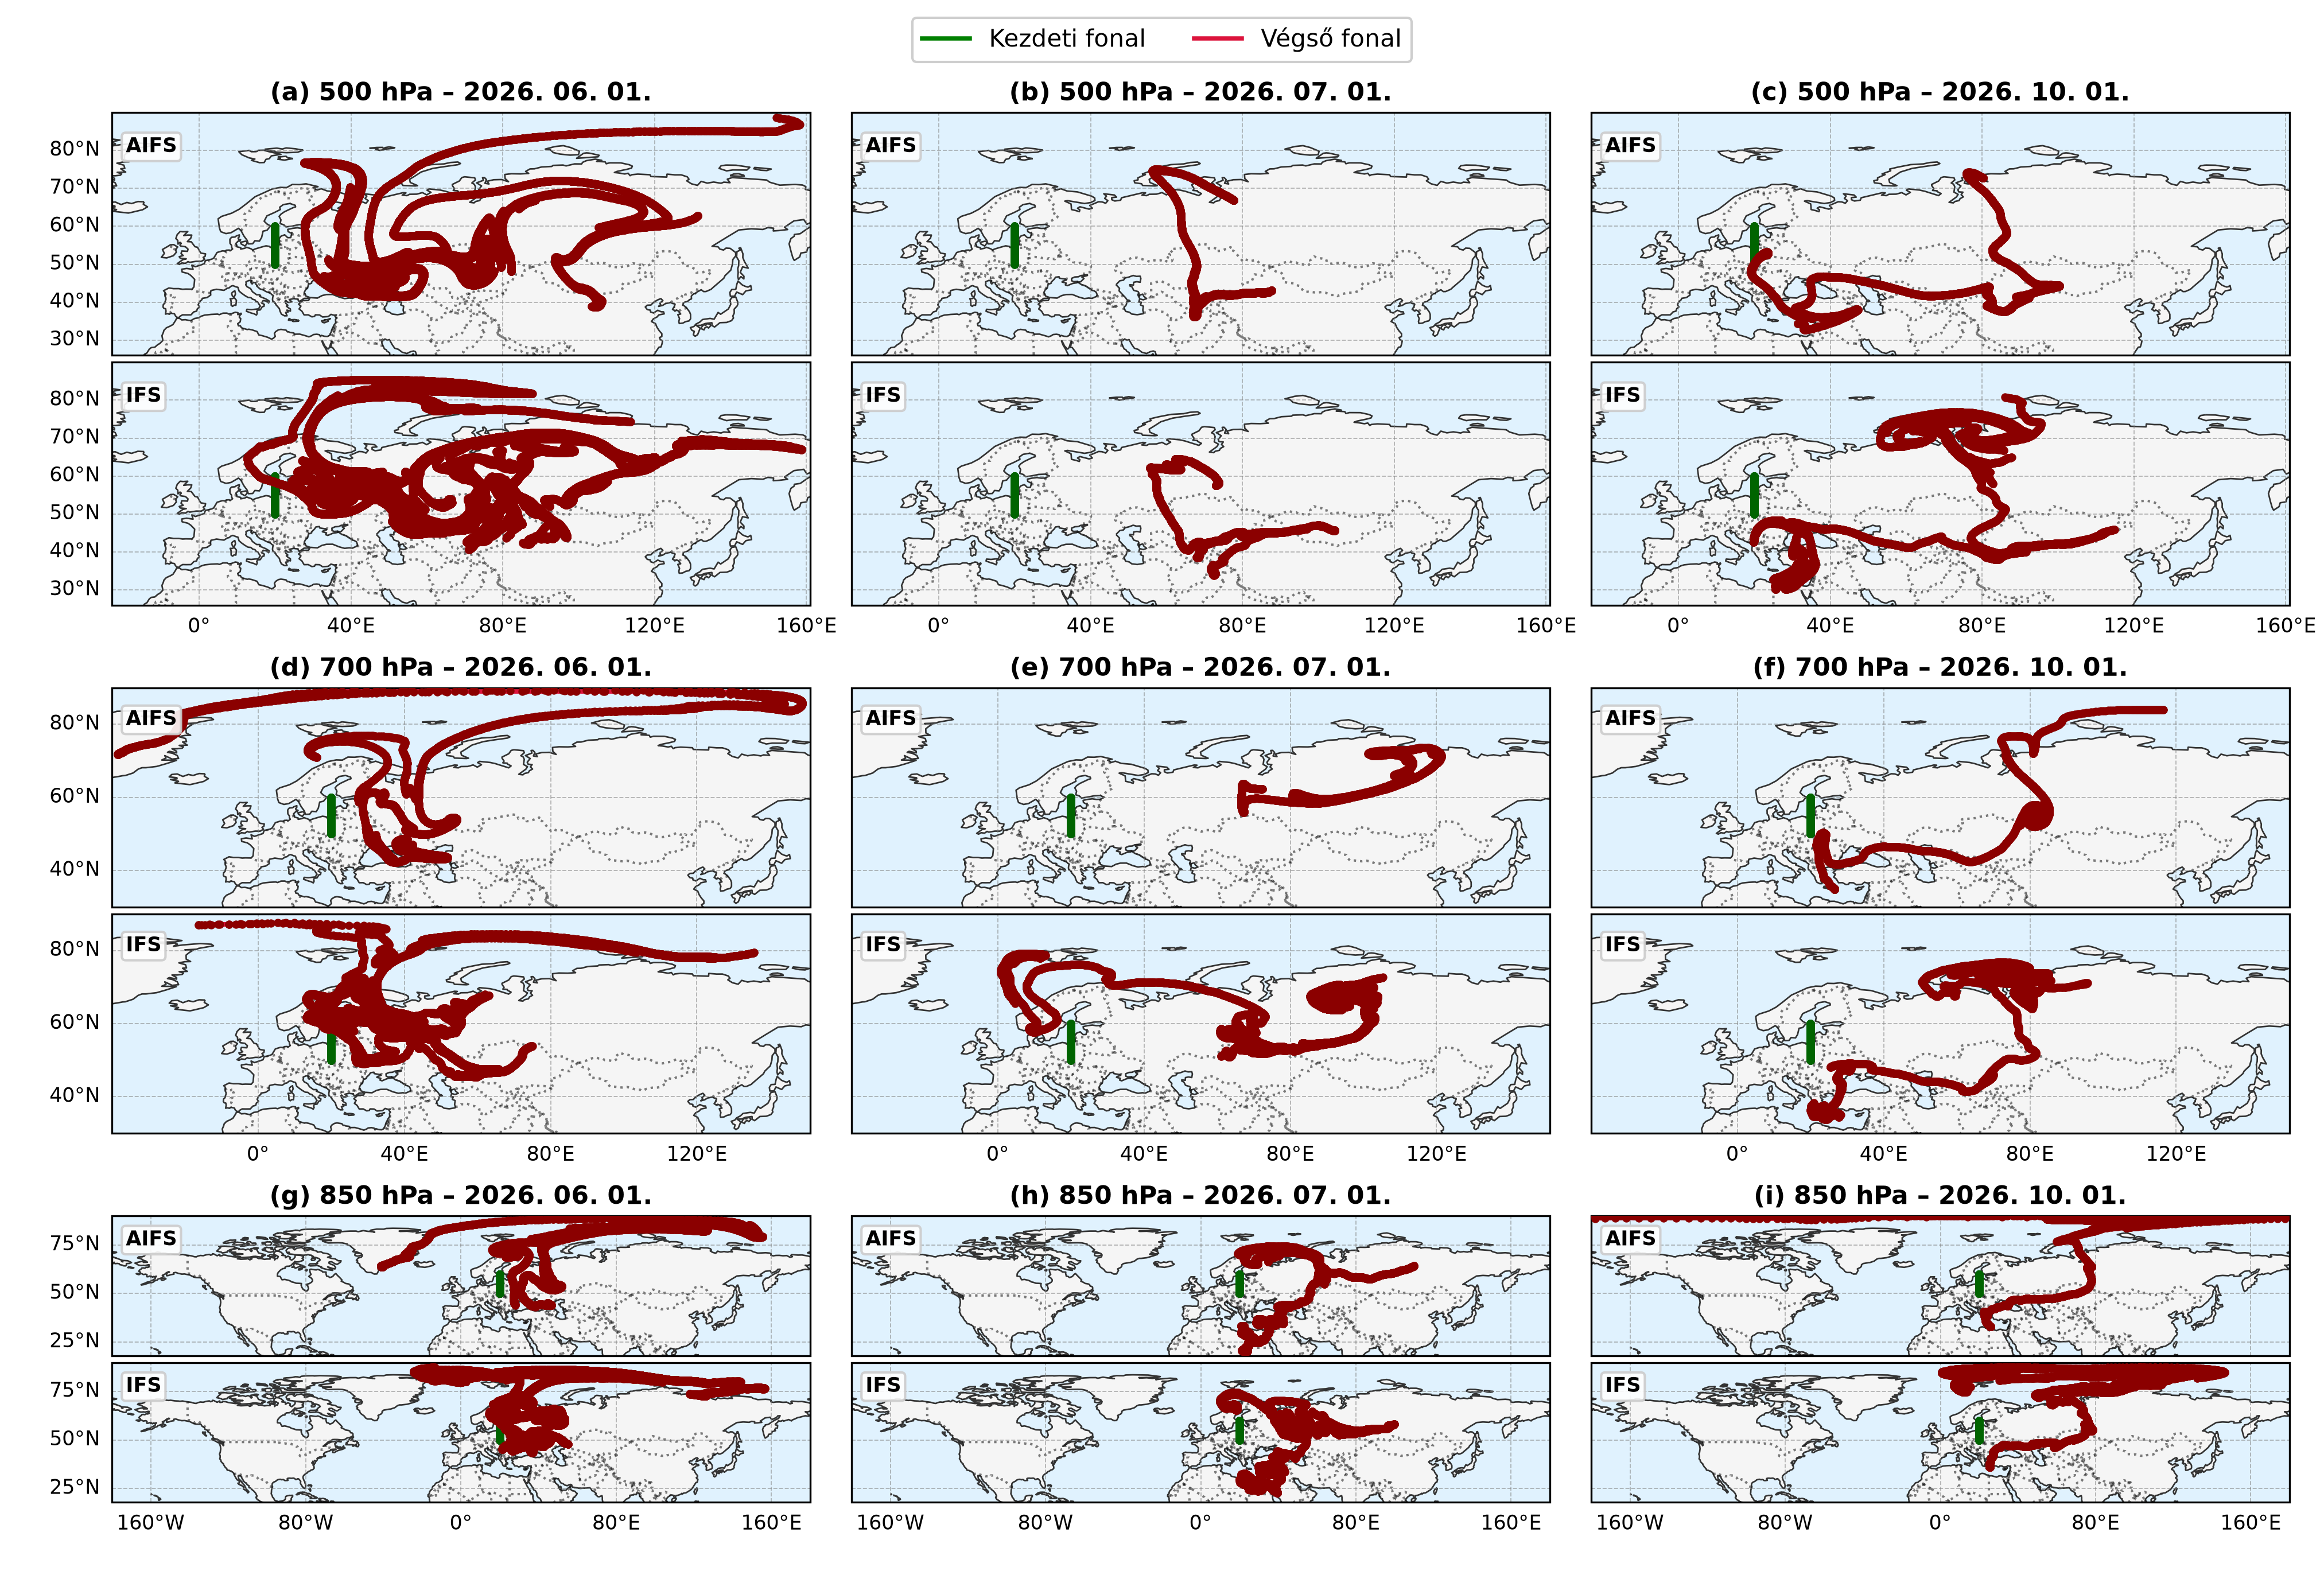 Kezdeti fonal Végső fonal
(a) 500 hPa – 2026. 06. 01. (b) 500 hPa – 2026. 07. 01. (c) 500 hPa – 2026. 10. 01.
AIFS AIFS AIFS
80°N
70°N
60°N
50°N
40°N
30°N
IFS IFS IFS
80°N
70°N
60°N
50°N
40°N
30°N
0° 40°E 80°E 120°E 160°E 0° 40°E 80°E 120°E 160°E 0° 40°E 80°E 120°E 160°E
(d) 700 hPa – 2026. 06. 01. (e) 700 hPa – 2026. 07. 01. (f) 700 hPa – 2026. 10. 01.
AIFS AIFS AIFS
80°N
60°N
40°N
IFS IFS IFS
80°N
60°N
40°N
0° 40°E 80°E 120°E 0° 40°E 80°E 120°E 0° 40°E 80°E 120°E
(g) 850 hPa – 2026. 06. 01. (h) 850 hPa – 2026. 07. 01. (i) 850 hPa – 2026. 10. 01.
AIFS AIFS AIFS
75°N
50°N
25°N
IFS IFS IFS
75°N
50°N
25°N
160°W 80°W 0° 80°E 160°E 160°W 80°W 0° 80°E 160°E 160°W 80°W 0° 80°E 160°E